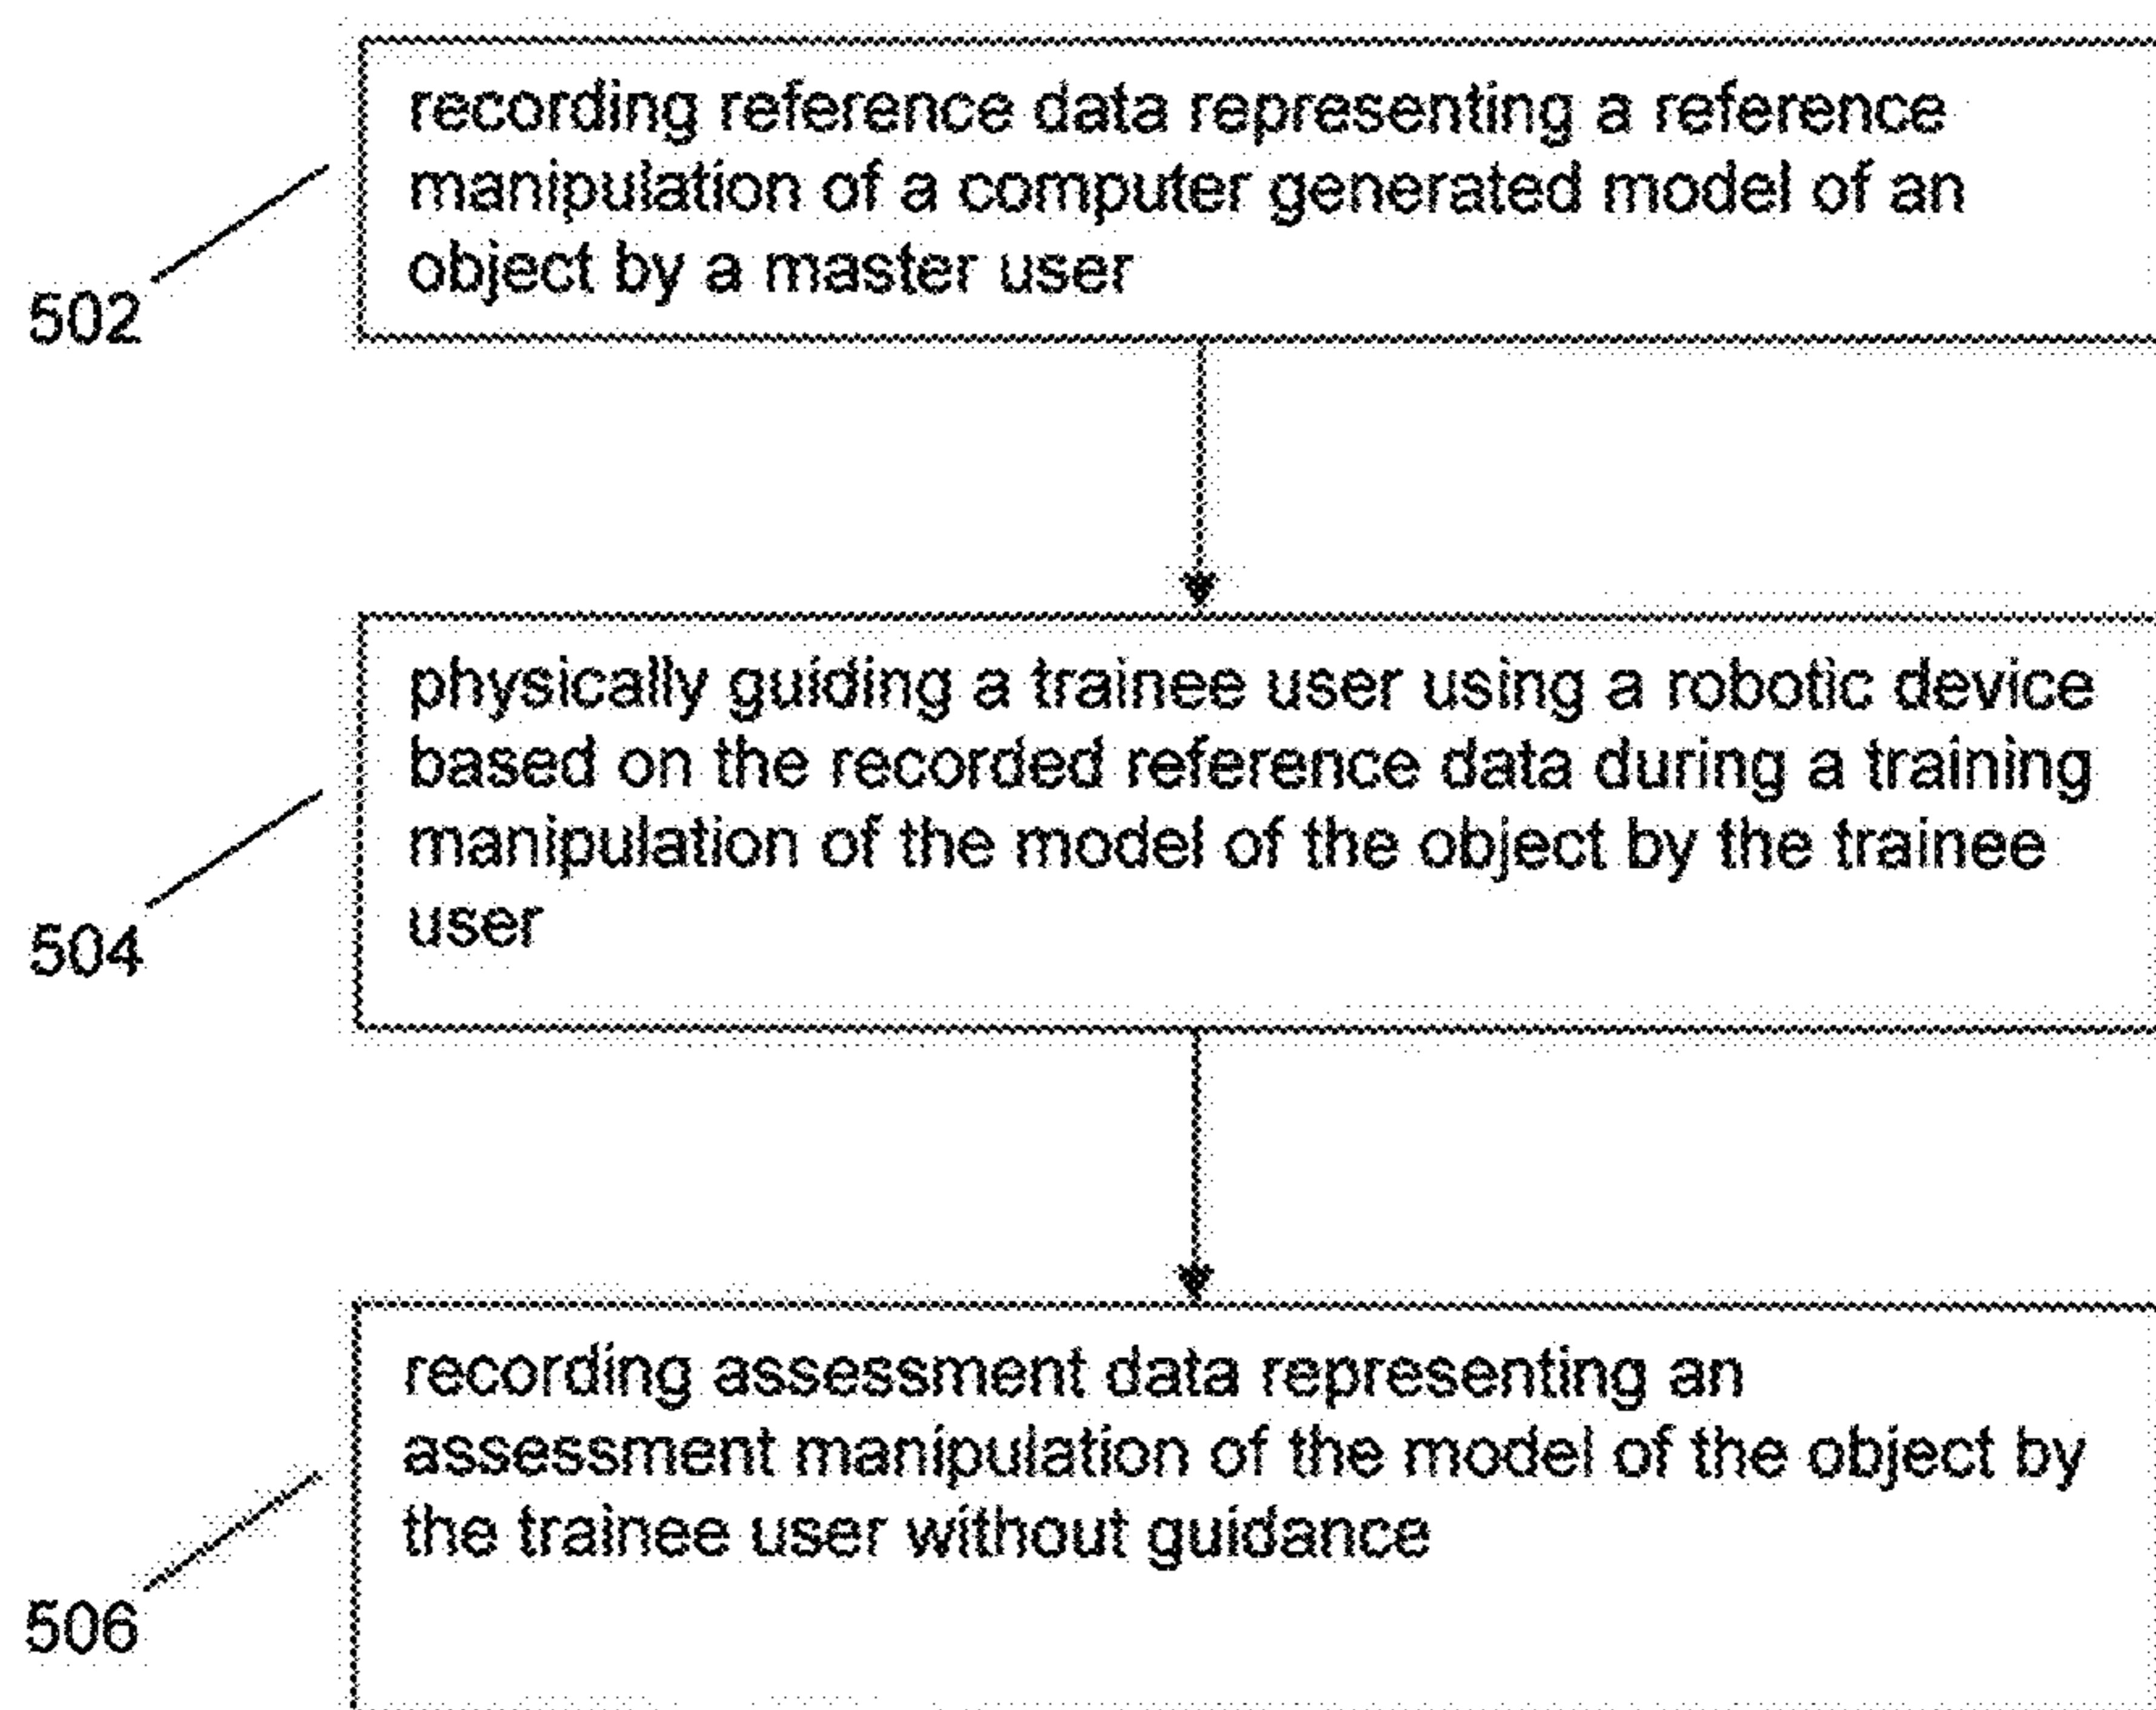 recording reference data representing a reference
manipulation of a computer generated model of an
object by a master user
502
physically guiding a trainee user using a robotic device
based on the recorded reference data during a training
manipulation of the model of the object by the trainee
user
504
recording assessment data representing an
assessment manipulation of the model of the object by
the trainee user without guidance
506